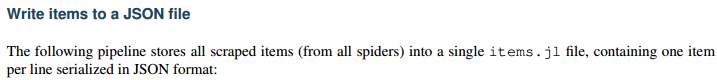 Write items to a JSON file
The following pipeline stores all scraped items (from all spiders) into a single items.jl file, containing one item
per line serialized in JSON format: